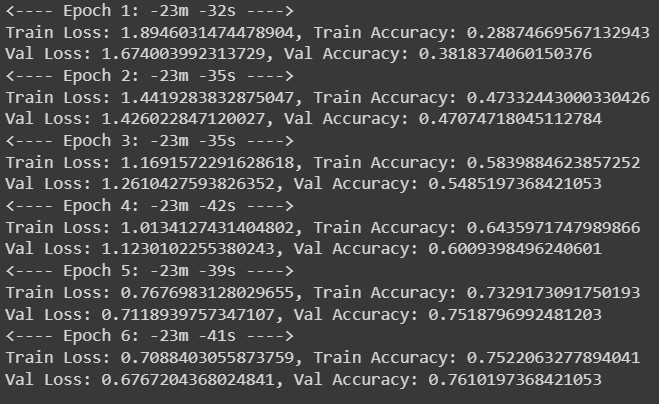 <---- Epoch 1: -23m -32s ---->
Train Loss: 1.8946031474478904, Train Accuracy: 0.28874669567132943
Val Loss: 1.674003992313729, Val Accuracy: 0.3818374060150376
<---- Epoch 2: -23m -35s ---->
Train Loss: 1.4419283832875047, Train Accuracy: 0.47332443000330426
Val Loss: 1.426022847120027, Val Accuracy: 0.47074718045112784
<---- Epoch 3: -23m -35s ---->
Train Loss: 1.1691572291628618, Train Accuracy: 0.5839884623857252
Val Loss: 1.2610427593826352, Val Accuracy: 0.5485197368421053
<---- Epoch 4: -23m -42s ---->
Train Loss: 1.0134127431404802, Train Accuracy: 0.6435971747989866
Val Loss: 1.1230102255380243, Val Accuracy: 0.6009398496240601
<---- Epoch 5: -23m -39s ---->
Train Loss: 0.7676983128029655, Train Accuracy: 0.7329173091750193
Val Loss: 0.7118939757347107, Val Accuracy: 0.7518796992481203
<---- Epoch 6: -23m -41s ---->
Train Loss: 0.7088403055873759, Train Accuracy: 0.7522063277894041
Val Loss: 0.6767204368024841, Val Accuracy: 0.7610197368421053